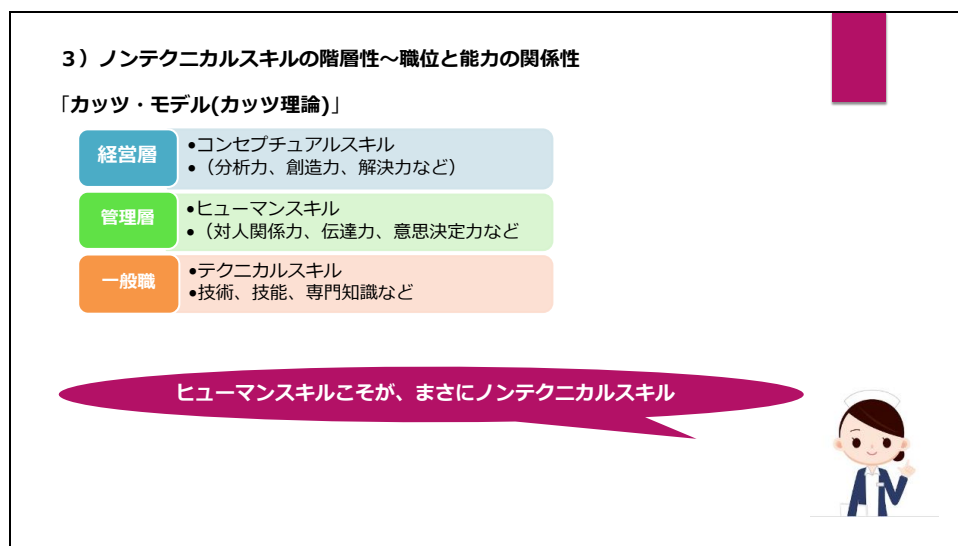 3）ノンテクニカルスキルの階層性～職位と能力の関係性
「カッツ・モデル(カッツ理論)」
経営層
•コンセプチュアルスキル
•（分析力、創造力、解決力など）
管理層
•ヒューマンスキル
•（対人関係力、伝達力、意思決定力など
一般職
•テクニカルスキル
•技術、技能、専門知識など
ヒューマンスキルこそが、まさにノンテクニカルスキル